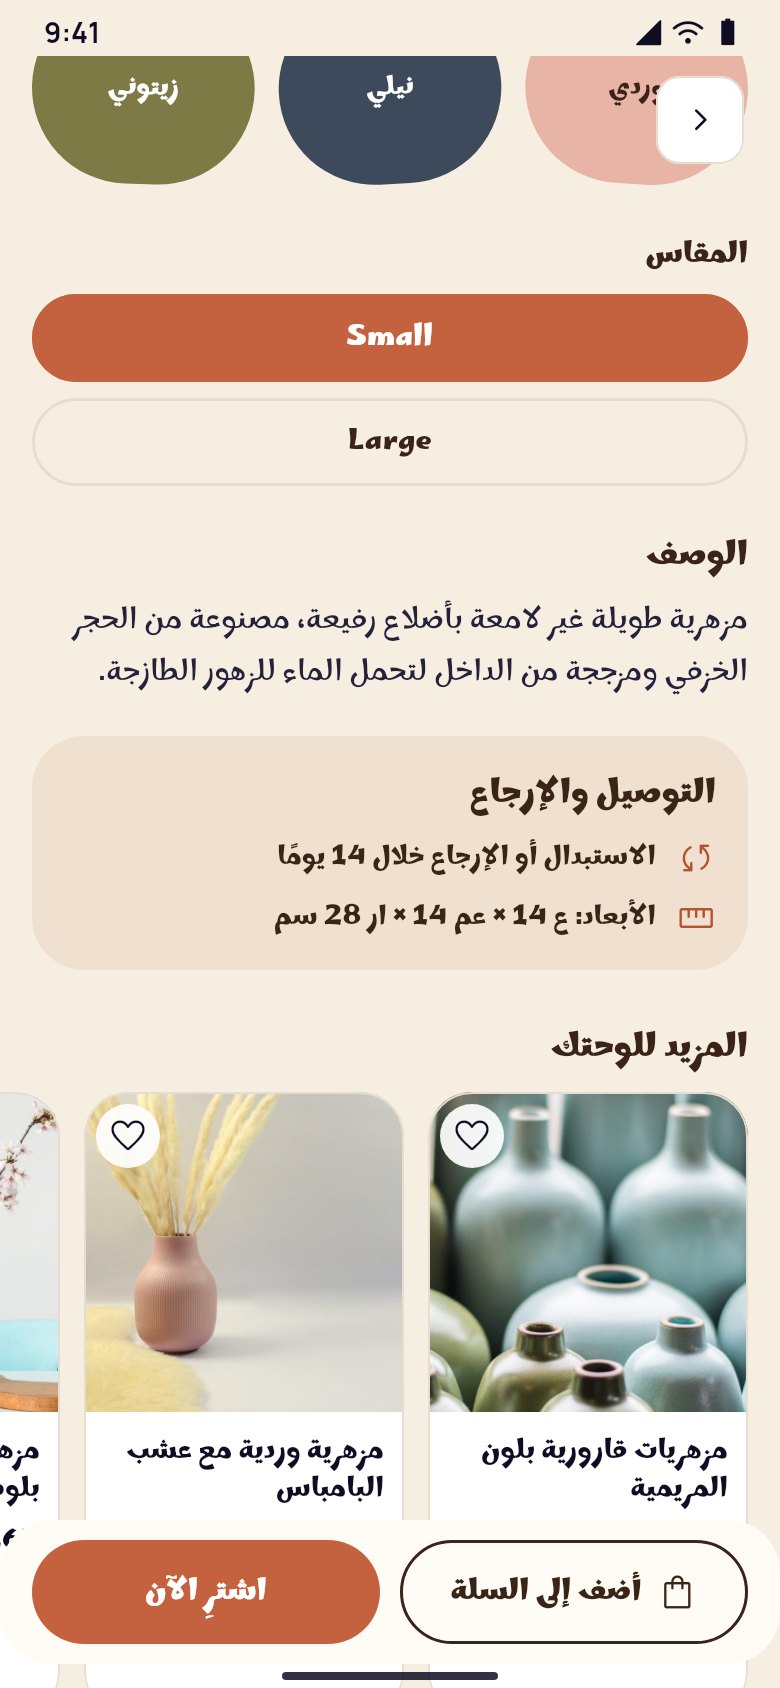 9:41
وردي
نيلي
زيتوني
المقاس
Small
Large
الوصف
مزهرية طويلة غير لامعة بأضلاع رفيعة، مصنوعة من الحجر
الخزفي ومزججة من الداخل لتحمل الماء للزهور الطازجة.
التوصيل والإرجاع
الاستبدال أو الإرجاع خلال 14 يومًا
الأبعاد: ع 14 × عم 14 × ار 28 سم
المزيد للوحتك
مزهريات قارورية بلون
المريمية
مزهرية وردية مع عشب
البامباس
أضف إلى السلة
اشترِ الآن